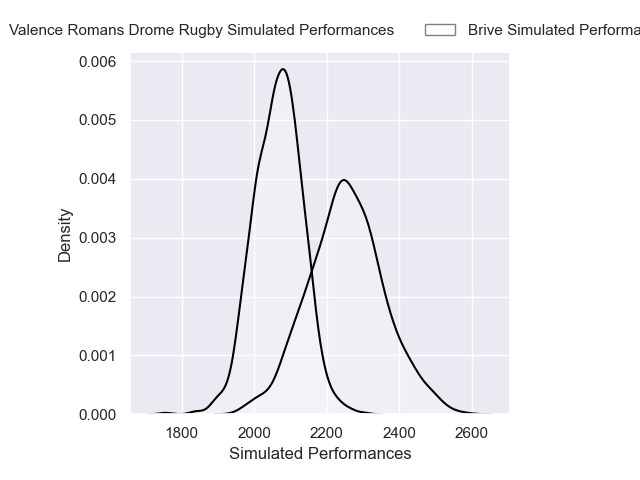 Valence Romans Drome Rugby Simulated Performances
Brive Simulated Performa
0.006
0.005
0.004
0.003
0.002
0.001
0.000
Density
1800 2000 2200 2400 2600
Simulated Performances